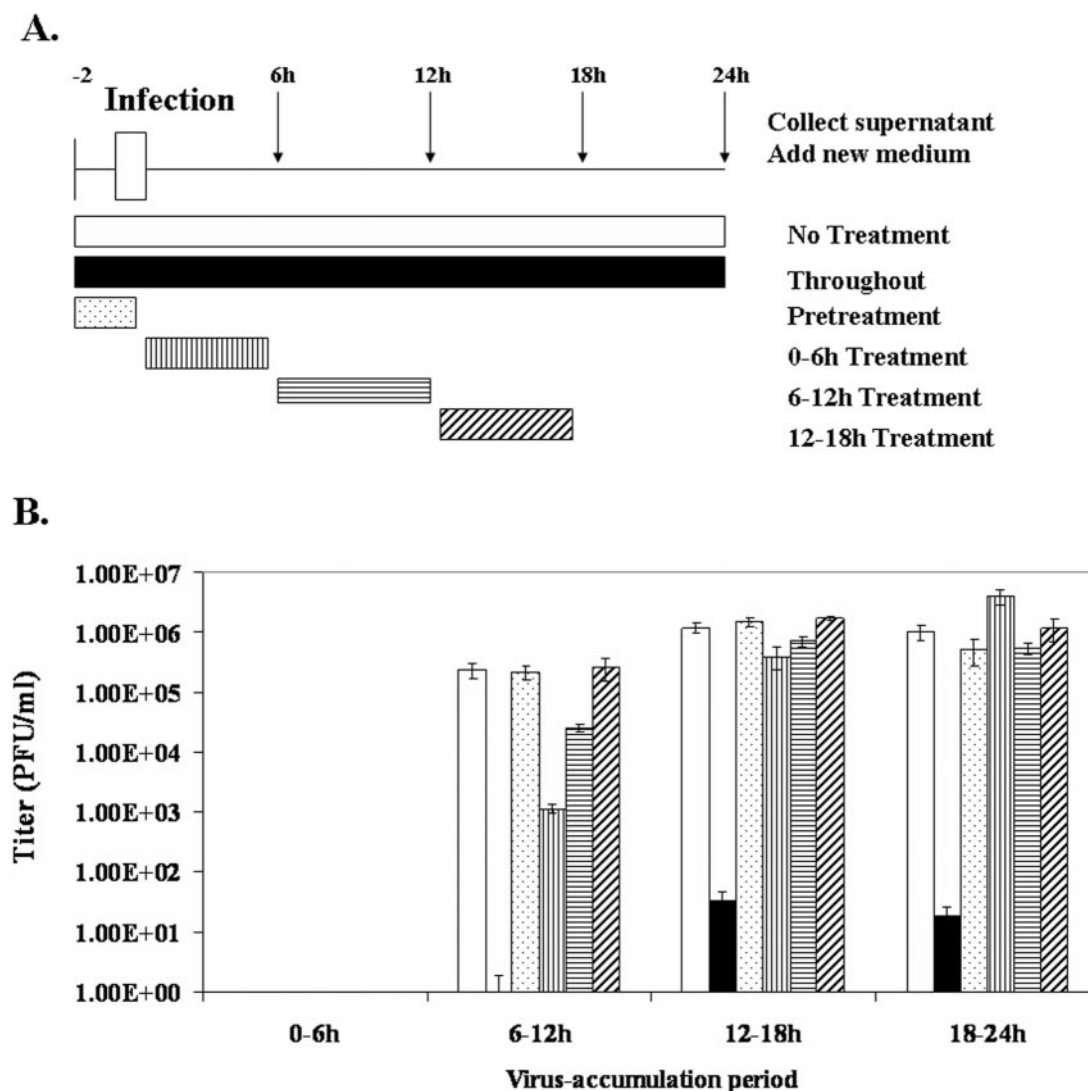 A.
-2 6h 12h 18h 24h
Infection
Collect supernatant
Add new medium
No Treatment
Throughout
Pretreatment
0-6h Treatment
6-12h Treatment
12-18h Treatment
B.
Titer (PFU/ml)
1.00E+07
1.00E+06
1.00E+05
1.00E+04
1.00E+03
1.00E+02
1.00E+01
1.00E+00
0-6h 6-12h 12-18h 18-24h
Virus-accumulation period